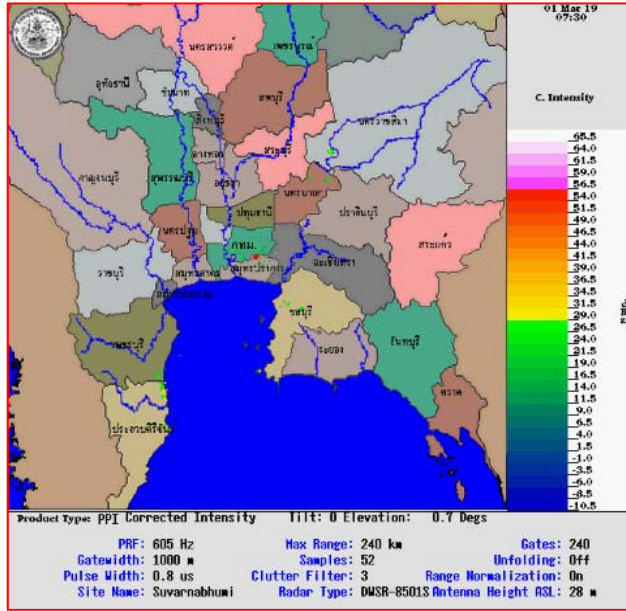 01 Mar 19
07:30
C. Intensity
นครสวรรค์
เพชรบูรณ์
อุทัยธานี
ชัยนาท
ลพบุรี
สิงห์บุรี
นครราชสีมา
อ่างทอง
สระบุรี
กาญจนบุรี
สุพรรณบุรี
อยุธยา
นครนายก
ปทุมธานี
ปราจีนบุรี
นครปฐม
กทม.
สระแก้ว
ราชบุรี
สมุทรสาคร
สมุทรปราการ
ฉะเชิงเทรา
ชลบุรี
เพชรบุรี
ระยอง
จันทบุรี
ตราด
ประจวบคีรีขันธ์
65.5
64.0
61.5
59.0
56.5
54.0
51.5
49.0
46.5
44.0
41.5
39.0
36.5
34.0
31.5
29.0
26.5
24.0
21.5
19.0
16.5
14.0
11.5
9.0
6.5
4.0
1.5
-1.0
-3.5
-5.5
-8.0
-10.5
Product Type: PPI Corrected Intensity Tilt: 0 Elevation: 0.7 Degs
PRF: 605 Hz Max Range: 240 km Gates: 240
Gatewidth: 1000 m Samples: 52 Unfolding: Off
Pulse Width: 0.8 us Clutter Filter: 3 Range Normalization: On
Site Name: Suvarnabhumi Radar Type: DWSR-8501S Antenna Height ASL: 28 m